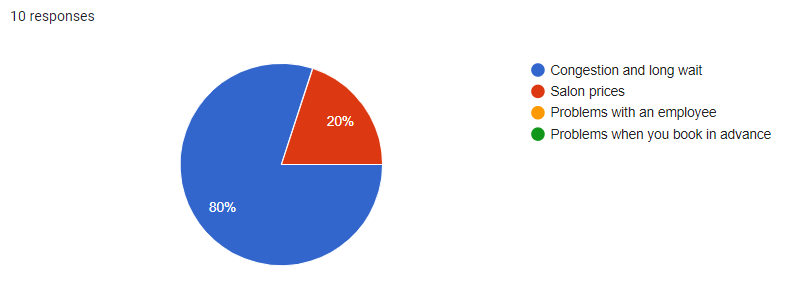 10 responses
Congestion and long wait
Salon prices
Problems with an employee
Problems when you book in advance
20%
80%